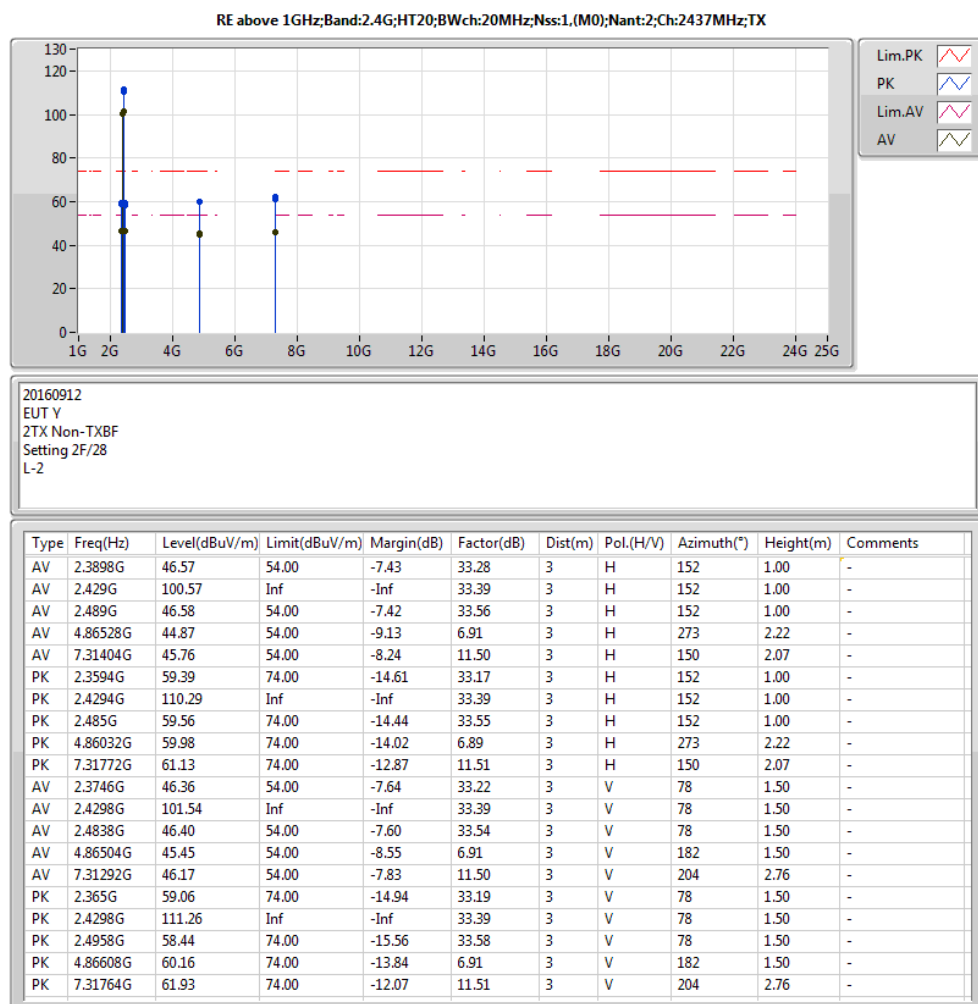 RE above 1GHz;Band:2.4G;HT20;BWch:20MHz;Nss:1,(M0);Nant:2;Ch:2437MHz;TX
130
120
100
80
60
40
20
0
1G 2G 4G 6G 8G 10G 12G 14G 16G 18G 20G 22G 24G 25G
Lim.PK
PK
Lim.AV
AV
20160912
EUT Y
2TX Non-TXBF
Setting 2F/28
L-2
Type Freq(Hz) Level(dBuV/m) Limit(dBuV/m) Margin(dB) Factor(dB) Dist(m) Pol.(H/V) Azimuth(°) Height(m) Comments
AV 2.3898G 46.57 54.00 -7.43 33.28 3 H 152 1.00 -
AV 2.429G 100.57 Inf -Inf 33.39 3 H 152 1.00 -
AV 2.489G 46.58 54.00 -7.42 33.56 3 H 152 1.00 -
AV 4.86528G 44.87 54.00 -9.13 6.91 3 H 273 2.22 -
AV 7.31404G 45.76 54.00 -8.24 11.50 3 H 150 2.07 -
PK 2.3594G 59.39 74.00 -14.61 33.17 3 H 152 1.00 -
PK 2.4294G 110.29 Inf -Inf 33.39 3 H 152 1.00 -
PK 2.485G 59.56 74.00 -14.44 33.55 3 H 152 1.00 -
PK 4.86032G 59.98 74.00 -14.02 6.89 3 H 273 2.22 -
PK 7.31772G 61.13 74.00 -12.87 11.51 3 H 150 2.07 -
AV 2.3746G 46.36 54.00 -7.64 33.22 3 V 78 1.50 -
AV 2.4298G 101.54 Inf -Inf 33.39 3 V 78 1.50 -
AV 2.4838G 46.40 54.00 -7.60 33.54 3 V 78 1.50 -
AV 4.86504G 45.45 54.00 -8.55 6.91 3 V 182 1.50 -
AV 7.31292G 46.17 54.00 -7.83 11.50 3 V 204 2.76 -
PK 2.365G 59.06 74.00 -14.94 33.19 3 V 78 1.50 -
PK 2.4298G 111.26 Inf -Inf 33.39 3 V 78 1.50 -
PK 2.4958G 58.44 74.00 -15.56 33.58 3 V 78 1.50 -
PK 4.86608G 60.16 74.00 -13.84 6.91 3 V 182 1.50 -
PK 7.31764G 61.93 74.00 -12.07 11.51 3 V 204 2.76 -